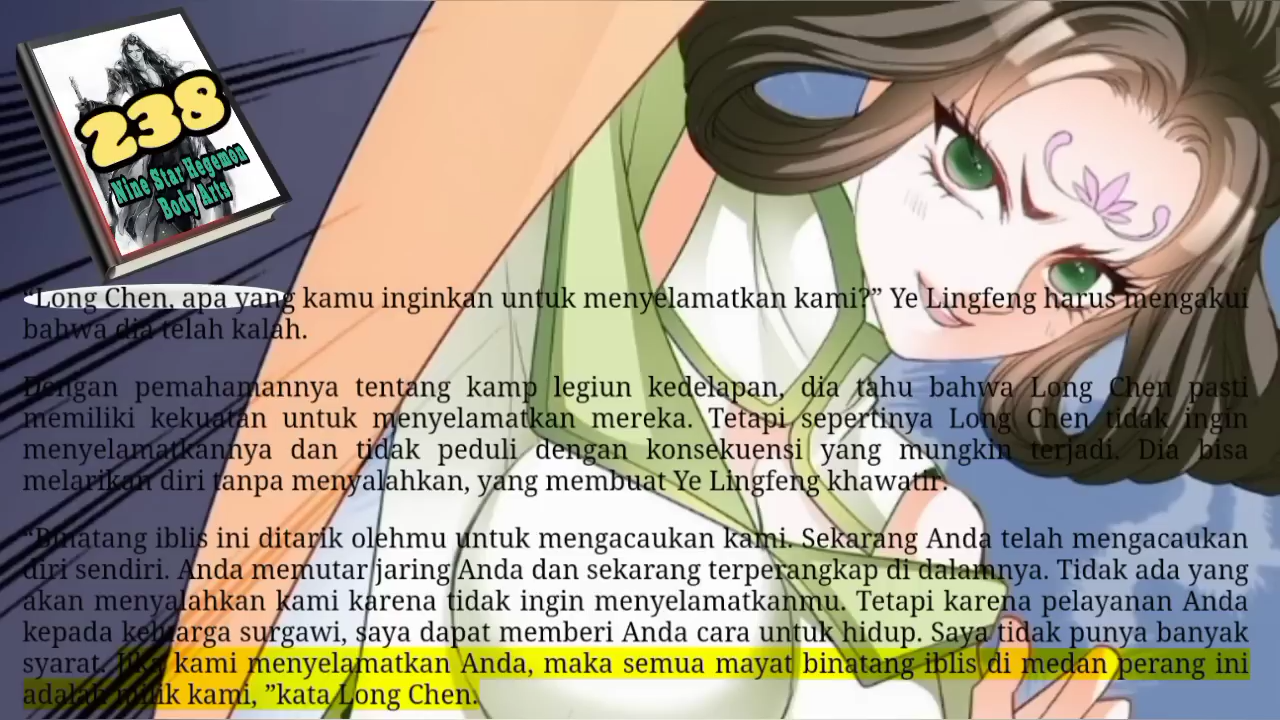 238
Nine Star Hegemon
Body Arts
“Long Chen, apa yang kamu inginkan untuk menyelamatkan kami?” Ye Lingfeng harus mengakui
bahwa dia telah kalah.
Dengan pemahamannya tentang kamp legiun kedelapan, dia tahu bahwa Long Chen pasti
memiliki kekuatan untuk menyelamatkan mereka. Tetapi sepertinya Long Chen tidak ingin
menyelamatkannya dan tidak peduli dengan konsekuensi yang mungkin terjadi. Dia bisa
melarikan diri tanpa menyalahkan, yang membuat Ye Lingfeng khawatir.
“Binatang iblis ini ditarik olehmu untuk mengacaukan kami. Sekarang Anda telah mengacaukan
diri sendiri. Anda memutar jaring Anda dan sekarang terperangkap di dalamnya. Tidak ada yang
akan menyalahkan kami karena tidak ingin menyelamatkanmu. Tetapi karena pelayanan Anda
kepada keluarga surgawi, saya dapat memberi Anda cara untuk hidup. Saya tidak punya banyak
syarat. Jika kami menyelamatkan Anda, maka semua mayat binatang iblis di medan perang ini
adalah milik kami, ”kata Long Chen.